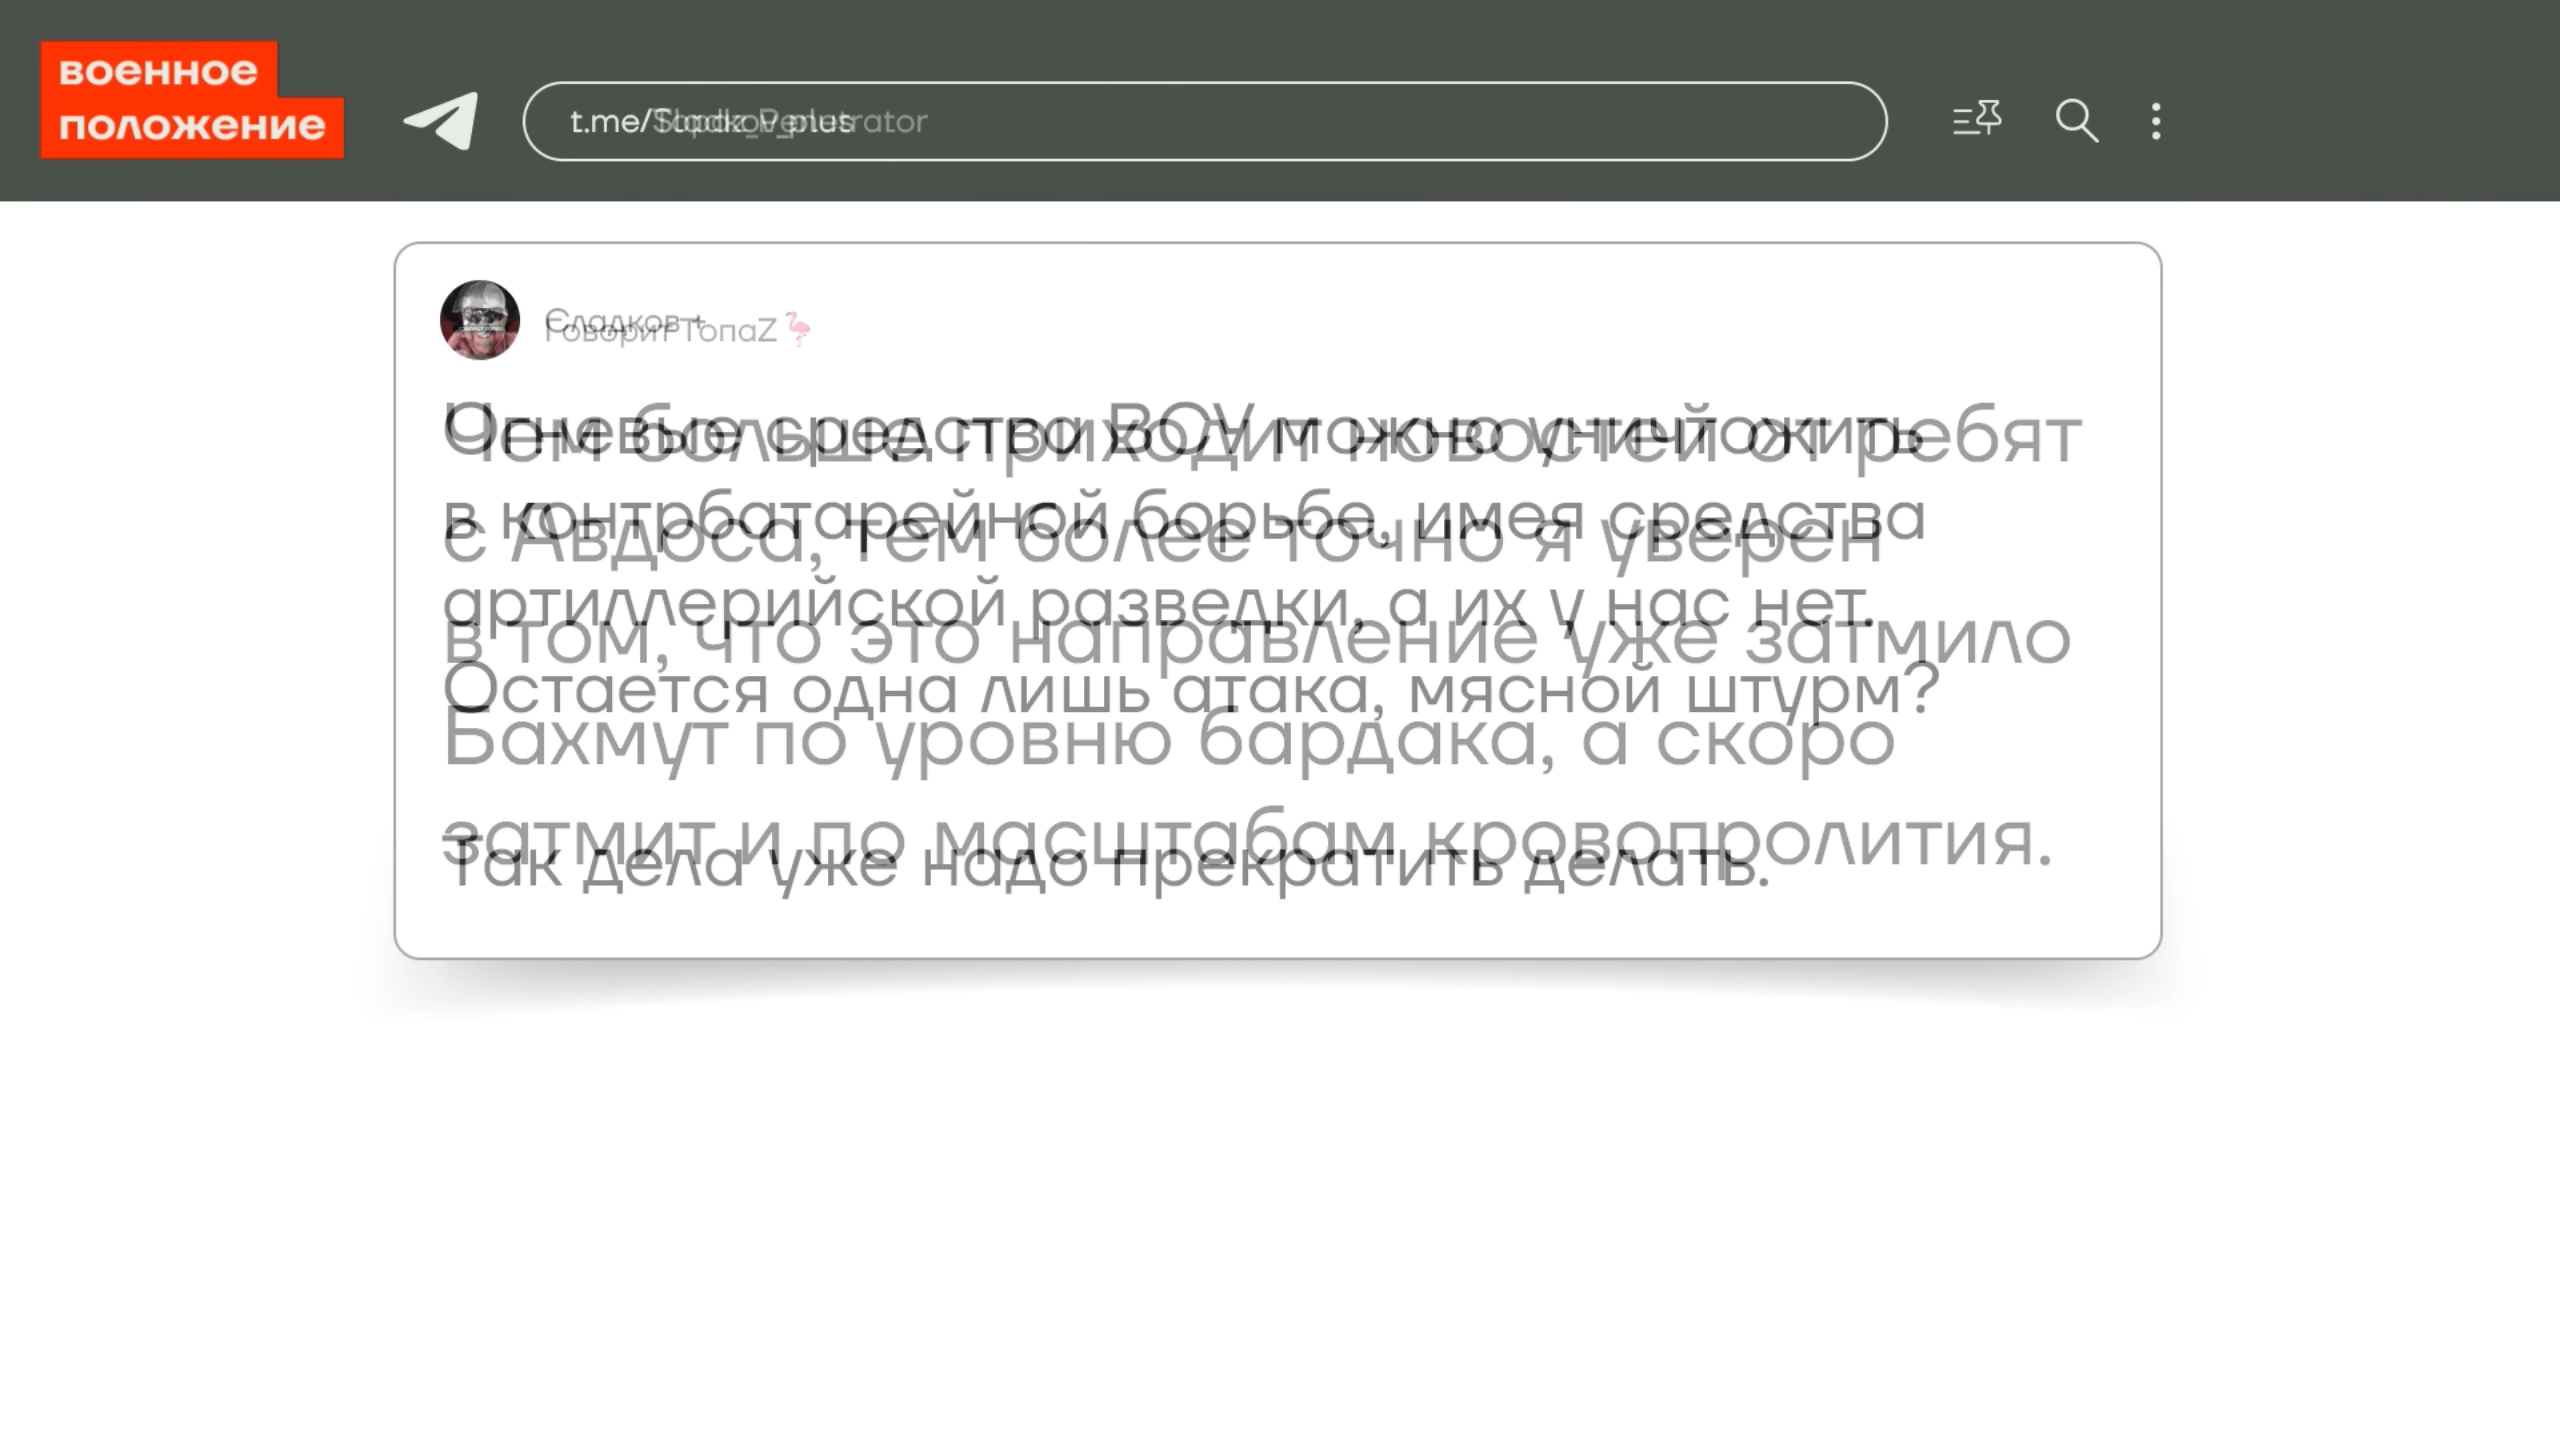 военное
положение
t.me/Sladkov_plus
Сладков +
ГоворитТопаZ🦩
Огневые средства ВСУ можно уничтожить
Чем больше приходит новостей от ребят
в контрбатарейной борьбе, имея средства
с Авдоса, тем более точно я уверен
артиллерийской разведки, а их у нас нет.
в том, что это направление уже затмило
Остается одна лишь атака, мясной штурм?
Бахмут по уровню бардака, а скоро
затмит и по масштабам кровопролития.
Так дела уже надо прекратить делать.